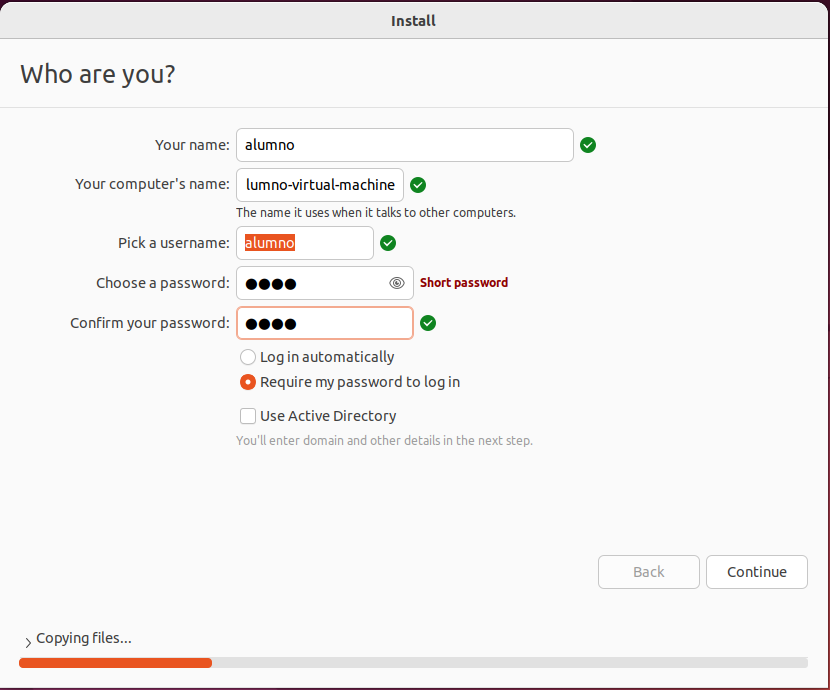 Install
Who are you?
Your name: alumno
Your computer's name: lumno-virtual-machine
The name it uses when it talks to other computers.
Pick a username: alumno
Choose a password: ●●●● Short password
Confirm your password: ●●●●
Log in automatically
Require my password to log in
Use Active Directory
You'll enter domain and other details in the next step.
Back Continue
Copying files...